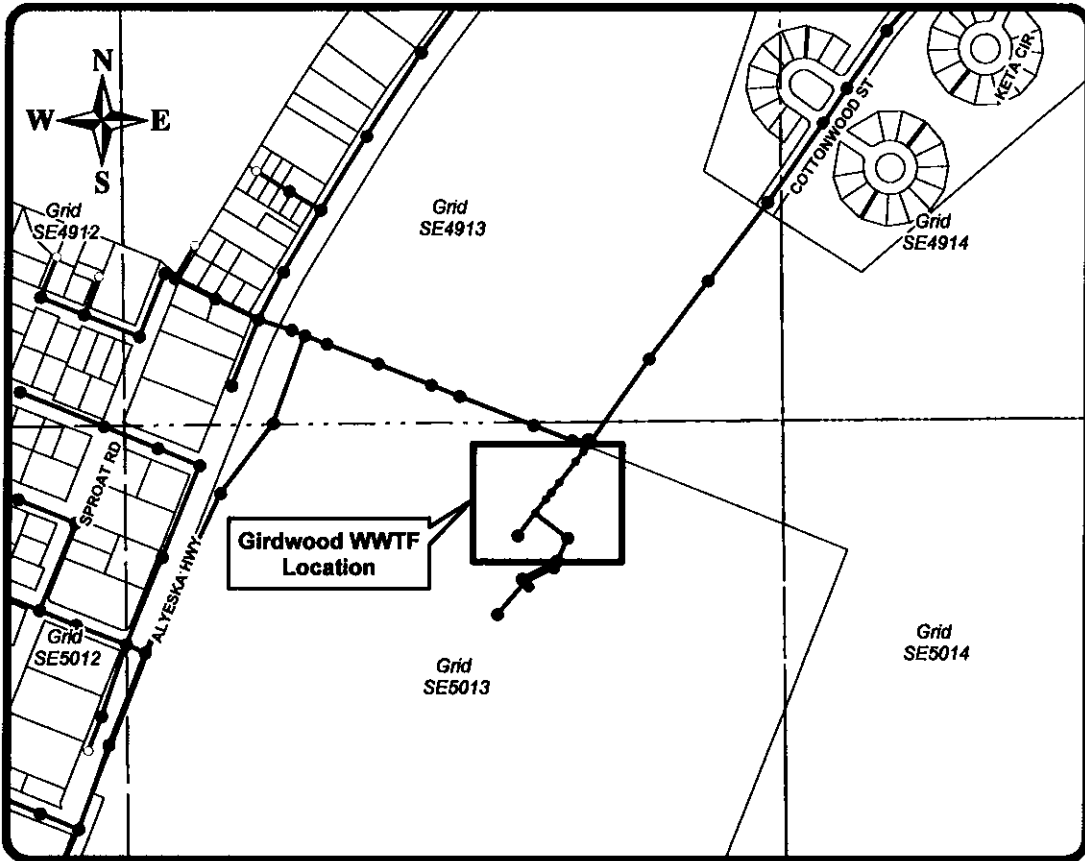 N
W E
S
Grid
SE4912
Grid
SE4913
Grid
SE4914
COTTONWOOD ST
KETA CIR
SPROAT RD
ALYESKA HWY
Girdwood WWTF
Location
Grid
SE5012
Grid
SE5013
Grid
SE5014